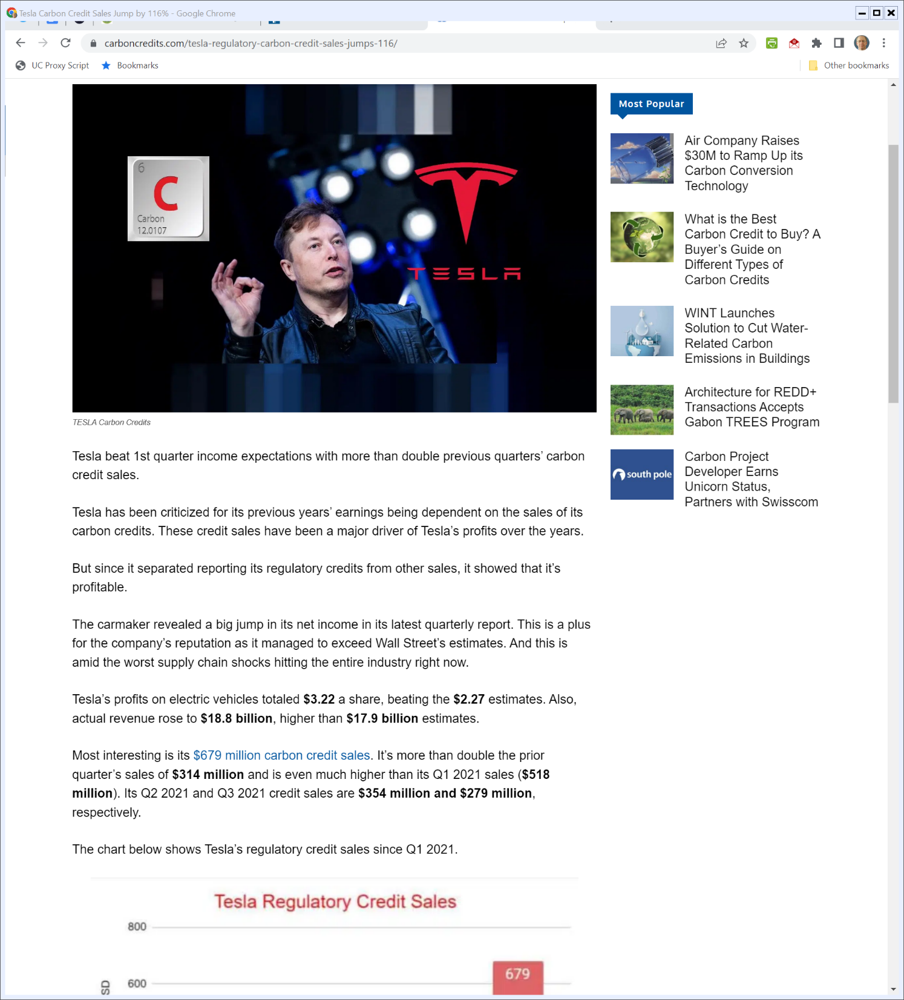 Tesla Carbon Credit Sales Jump by 116% - Google Chrome
carboncredits.com/tesla-regulatory-carbon-credit-sales-jumps-116/
UC Proxy Script
Bookmarks
Other bookmarks
6
C
Carbon
12.0107
TESLA
TESLA Carbon Credits
Tesla beat 1st quarter income expectations with more than double previous quarters’ carbon
credit sales.
Tesla has been criticized for its previous years’ earnings being dependent on the sales of its
carbon credits. These credit sales have been a major driver of Tesla’s profits over the years.
But since it separated reporting its regulatory credits from other sales, it showed that it’s
profitable.
The carmaker revealed a big jump in its net income in its latest quarterly report. This is a plus
for the company’s reputation as it managed to exceed Wall Street’s estimates. And this is
amid the worst supply chain shocks hitting the entire industry right now.
Tesla’s profits on electric vehicles totaled $3.22 a share, beating the $2.27 estimates. Also,
actual revenue rose to $18.8 billion, higher than $17.9 billion estimates.
Most interesting is its $679 million carbon credit sales. It’s more than double the prior
quarter’s sales of $314 million and is even much higher than its Q1 2021 sales ($518
million). Its Q2 2021 and Q3 2021 credit sales are $354 million and $279 million,
respectively.
The chart below shows Tesla’s regulatory credit sales since Q1 2021.
Tesla Regulatory Credit Sales
800
679
600
SD
Most Popular
Air Company Raises
$30M to Ramp Up its
Carbon Conversion
Technology
What is the Best
Carbon Credit to Buy? A
Buyer’s Guide on
Different Types of
Carbon Credits
WINT Launches
Solution to Cut Water-
Related Carbon
Emissions in Buildings
Architecture for REDD+
Transactions Accepts
Gabon TREES Program
south pole
Carbon Project
Developer Earns
Unicorn Status,
Partners with Swisscom